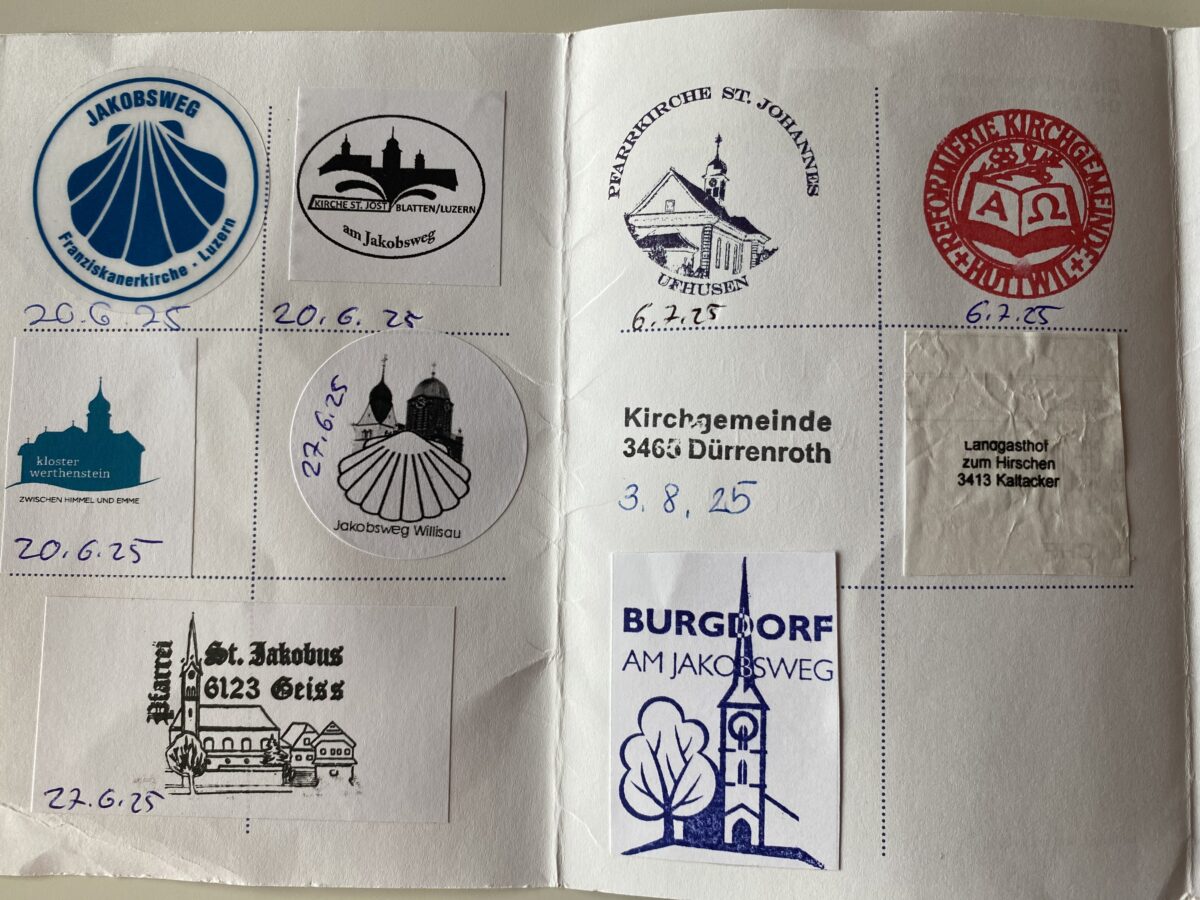 JAKOBSWEG
Franziskanerkirche · Luzern
20.6.25
KIRCHE ST. JOST BLATTEN/LUZERN
am Jakobsweg
20.6.25
kloster
werthenstein
ZWISCHEN HIMMEL UND EMME
20.6.25
27.6.25
Jakobsweg Willisau
Pfarrei
St. Jakobus
6123 Geiss
27.6.25
PFARRKIRCHE ST. JOHANNES
UFHUSEN
6.7.25
REFORMIERTE KIRCHGEMEINDE
HUTTWIL
Α Ω
6.7.25
Kirchgemeinde
3465 Dürrenroth
3.8.25
Landgasthof
zum Hirschen
3413 Kaltacker
BURGDORF
AM JAKOBSWEG